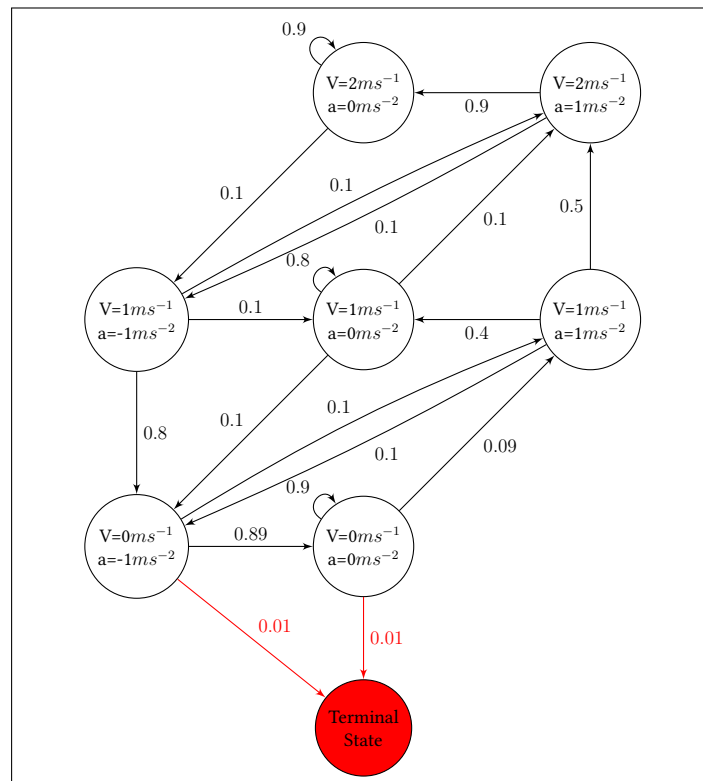 0.9
V=2ms⁻¹
a=0ms⁻²
V=2ms⁻¹
a=1ms⁻²
0.9
0.1
0.1
0.1
0.1
0.5
0.8
V=1ms⁻¹
a=-1ms⁻²
0.1
V=1ms⁻¹
a=0ms⁻²
0.4
V=1ms⁻¹
a=1ms⁻²
0.8
0.1
0.1
0.1
0.09
0.9
V=0ms⁻¹
a=-1ms⁻²
0.89
V=0ms⁻¹
a=0ms⁻²
0.01
0.01
Terminal
State